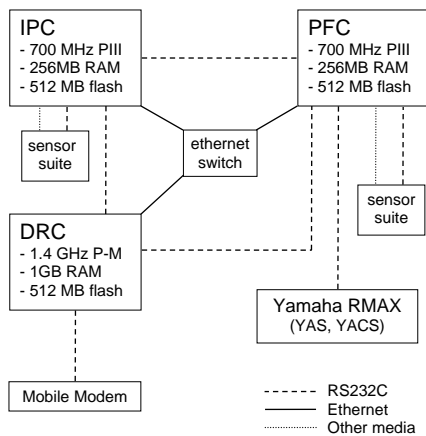 IPC
- 700 MHz PIII
- 256MB RAM
- 512 MB flash
PFC
- 700 MHz PIII
- 256MB RAM
- 512 MB flash
sensor
suite
ethernet
switch
sensor
suite
DRC
- 1.4 GHz P-M
- 1GB RAM
- 512 MB flash
Yamaha RMAX
(YAS, YACS)
Mobile Modem
RS232C
Ethernet
Other media